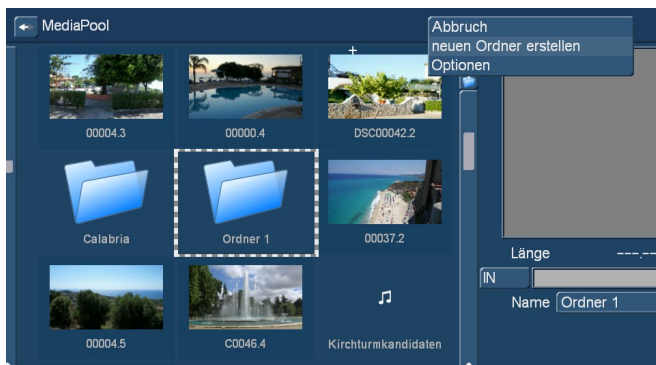 MediaPool
Abbruch
neuen Ordner erstellen
Optionen
00004.3
00000.4
DSC00042.2
Calabria
Ordner 1
00037.2
Länge
---.--
IN
Name
Ordner 1
00004.5
C0046.4
Kirchturmkandidaten